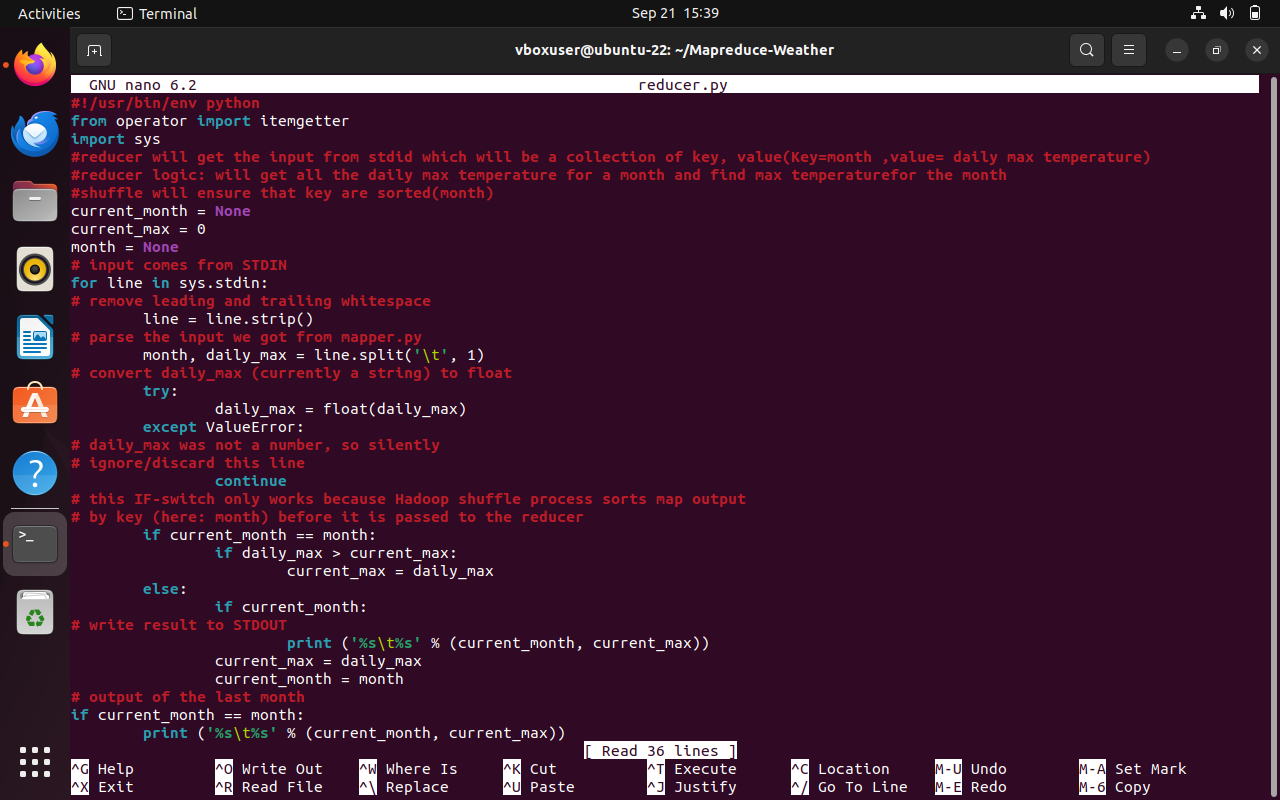 Activities Terminal Sep 21 15:39
vboxuser@ubuntu-22: ~/Mapreduce-Weather
GNU nano 6.2 reducer.py
#!/usr/bin/env python
from operator import itemgetter
import sys
#reducer will get the input from stdid which will be a collection of key, value(Key=month ,value= daily max temperature)
#reducer logic: will get all the daily max temperature for a month and find max temperaturefor the month
#shuffle will ensure that key are sorted(month)
current_month = None
current_max = 0
month = None
# input comes from STDIN
for line in sys.stdin:
# remove leading and trailing whitespace
        line = line.strip()
# parse the input we got from mapper.py
        month, daily_max = line.split('\t', 1)
# convert daily_max (currently a string) to float
        try:
                daily_max = float(daily_max)
        except ValueError:
# daily_max was not a number, so silently
# ignore/discard this line
                continue
# this IF-switch only works because Hadoop shuffle process sorts map output
# by key (here: month) before it is passed to the reducer
        if current_month == month:
                if daily_max > current_max:
                        current_max = daily_max
        else:
                if current_month:
# write result to STDOUT
                        print ('%s\t%s' % (current_month, current_max))
                current_max = daily_max
                current_month = month
# output of the last month
if current_month == month:
        print ('%s\t%s' % (current_month, current_max))
[ Read 36 lines ]
^G Help ^O Write Out ^W Where Is ^K Cut ^T Execute ^C Location M-U Undo M-A Set Mark
^X Exit ^R Read File ^\ Replace ^U Paste ^J Justify ^/ Go To Line M-E Redo M-6 Copy